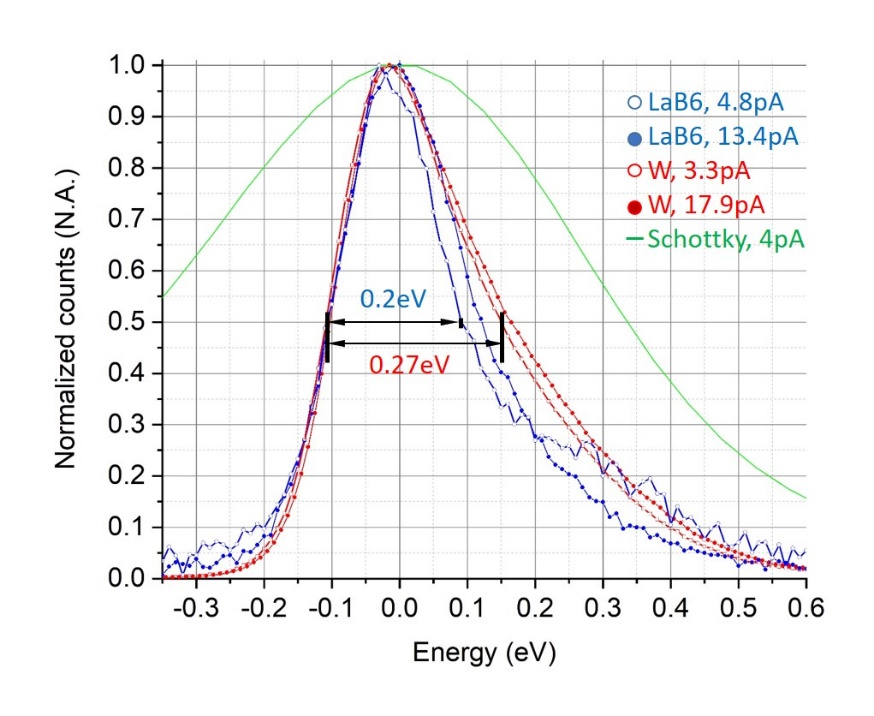 1.0
0.9
0.8
0.7
0.6
0.5
0.4
0.3
0.2
0.1
0.0
Normalized counts (N.A.)
LaB6, 4.8pA
LaB6, 13.4pA
W, 3.3pA
W, 17.9pA
Schottky, 4pA
0.2eV
0.27eV
-0.3 -0.2 -0.1 0.0 0.1 0.2 0.3 0.4 0.5 0.6
Energy (eV)